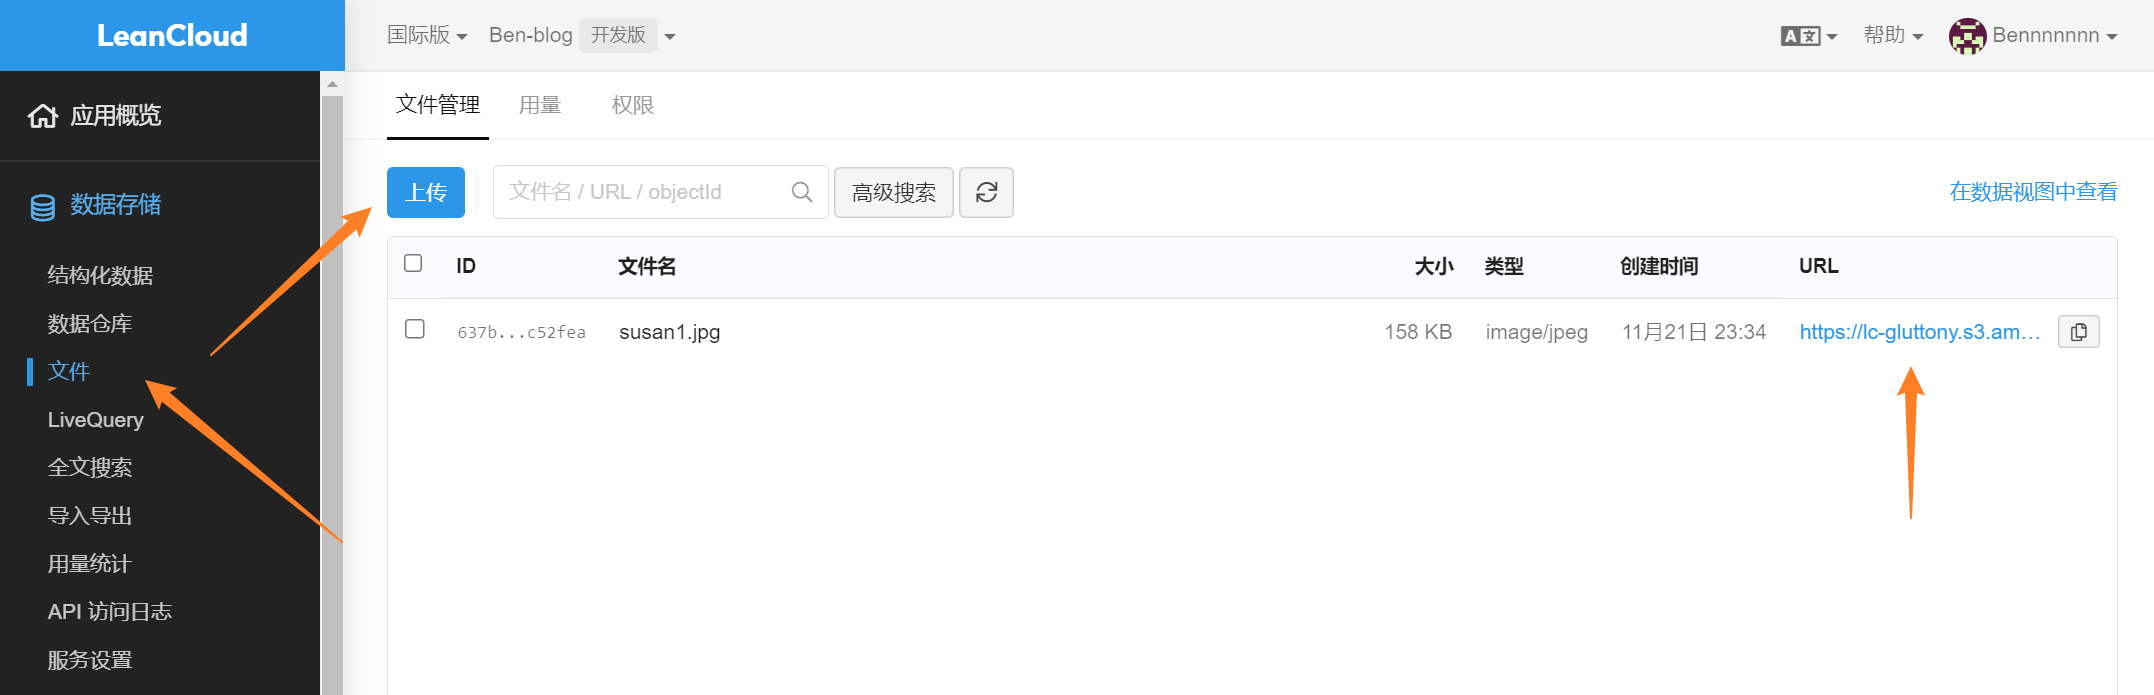 LeanCloud
国际版
Ben-blog
开发版
A文
帮助
Bennnnnnn
应用概览
数据存储
结构化数据
数据仓库
文件
LiveQuery
全文搜索
导入导出
用量统计
API 访问日志
服务设置
文件管理
用量
权限
上传
文件名 / URL / objectId
高级搜索
在数据视图中查看
ID 文件名 大小 类型 创建时间 URL
637b...c52fea susan1.jpg 158 KB image/jpeg 11月21日 23:34 https://lc-gluttony.s3.am...